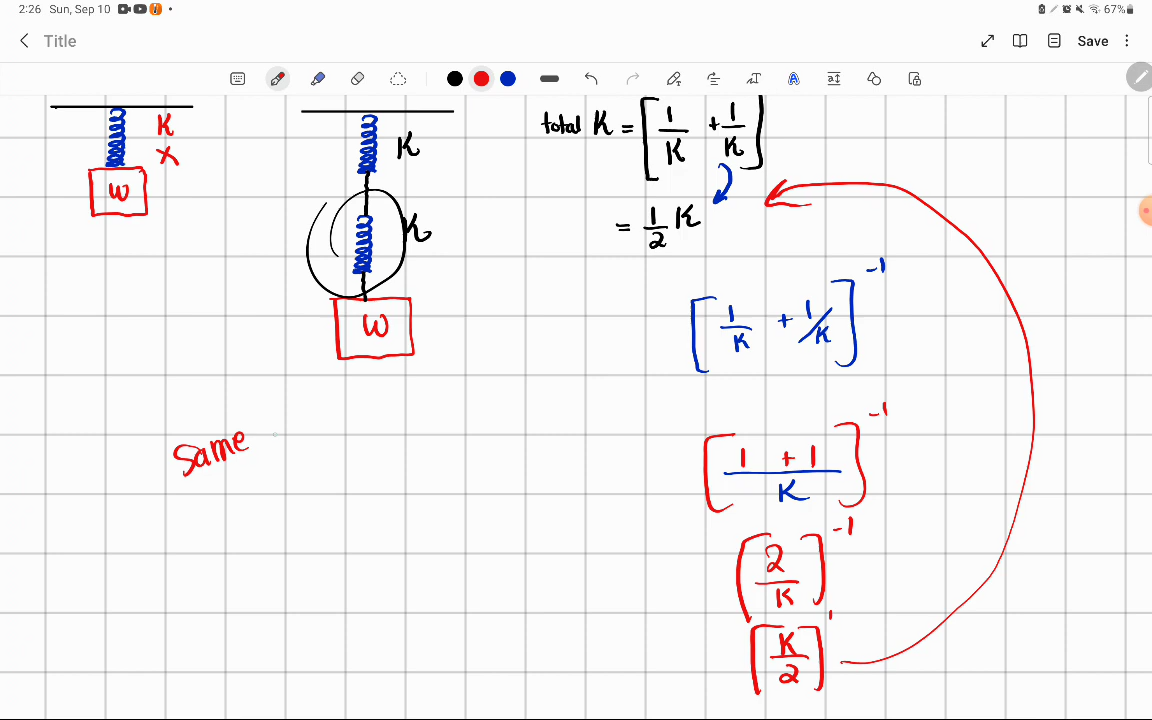 2:26 Sun, Sep 10 67%
Title Save
K
x
W
K
K
W
total K = [1/K + 1/K]
= 1/2 K
[1/K + 1/K]⁻¹
[1 + 1/K]⁻¹
[2/K]⁻¹
[K/2]¹
Same